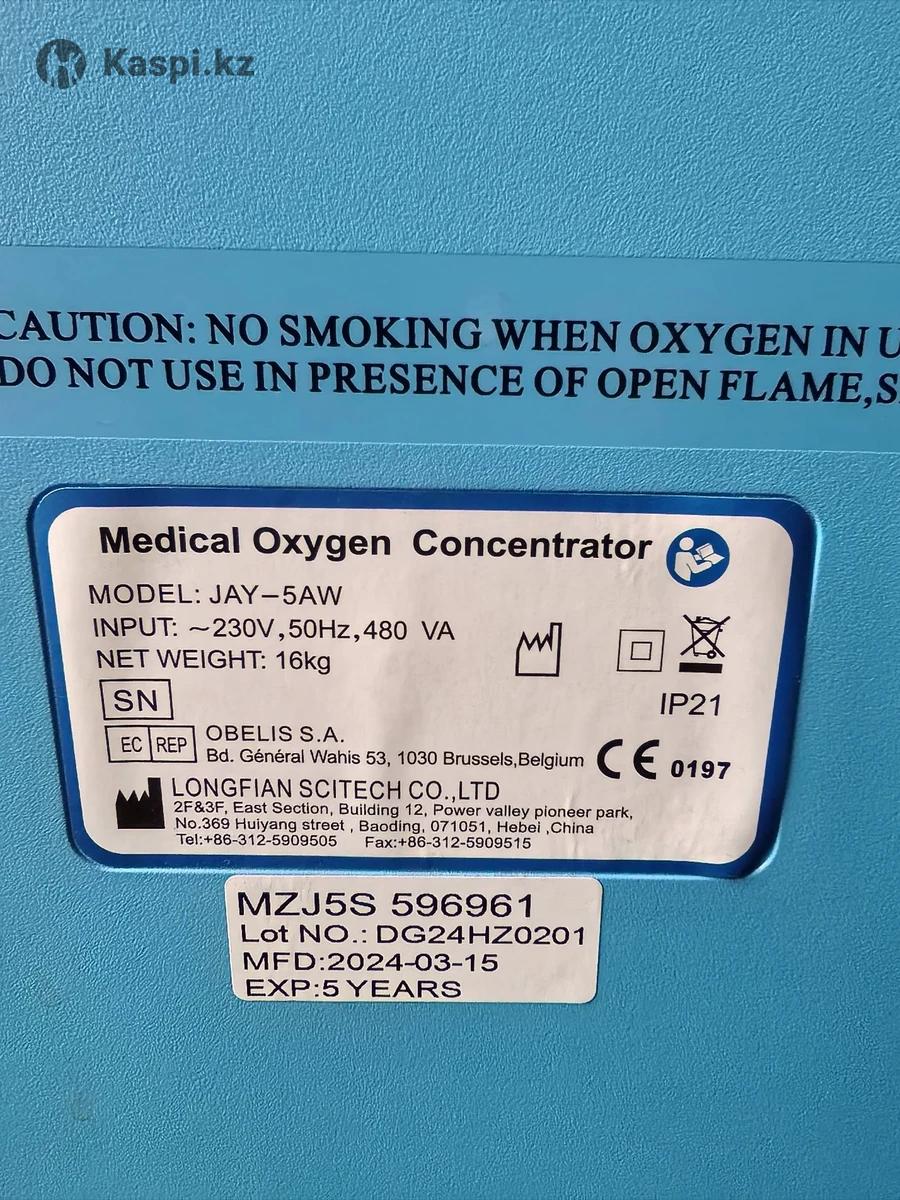 Kaspi.kz
CAUTION: NO SMOKING WHEN OXYGEN IN
DO NOT USE IN PRESENCE OF OPEN FLAME,
Medical Oxygen Concentrator
MODEL: JAY-5AW
INPUT: ~230V,50Hz,480 VA
NET WEIGHT: 16kg
SN
IP21
EC REP
OBELIS S.A.
Bd. Général Wahis 53, 1030 Brussels,Belgium
CE 0197
LONGFIAN SCITECH CO.,LTD
2F&3F, East Section, Building 12, Power valley pioneer park,
No.369 Huiyang street , Baoding, 071051, Hebei ,China
Tel:+86-312-5909505 Fax:+86-312-5909515
MZJ5S 596961
Lot NO.: DG24HZ0201
MFD:2024-03-15
EXP:5 YEARS